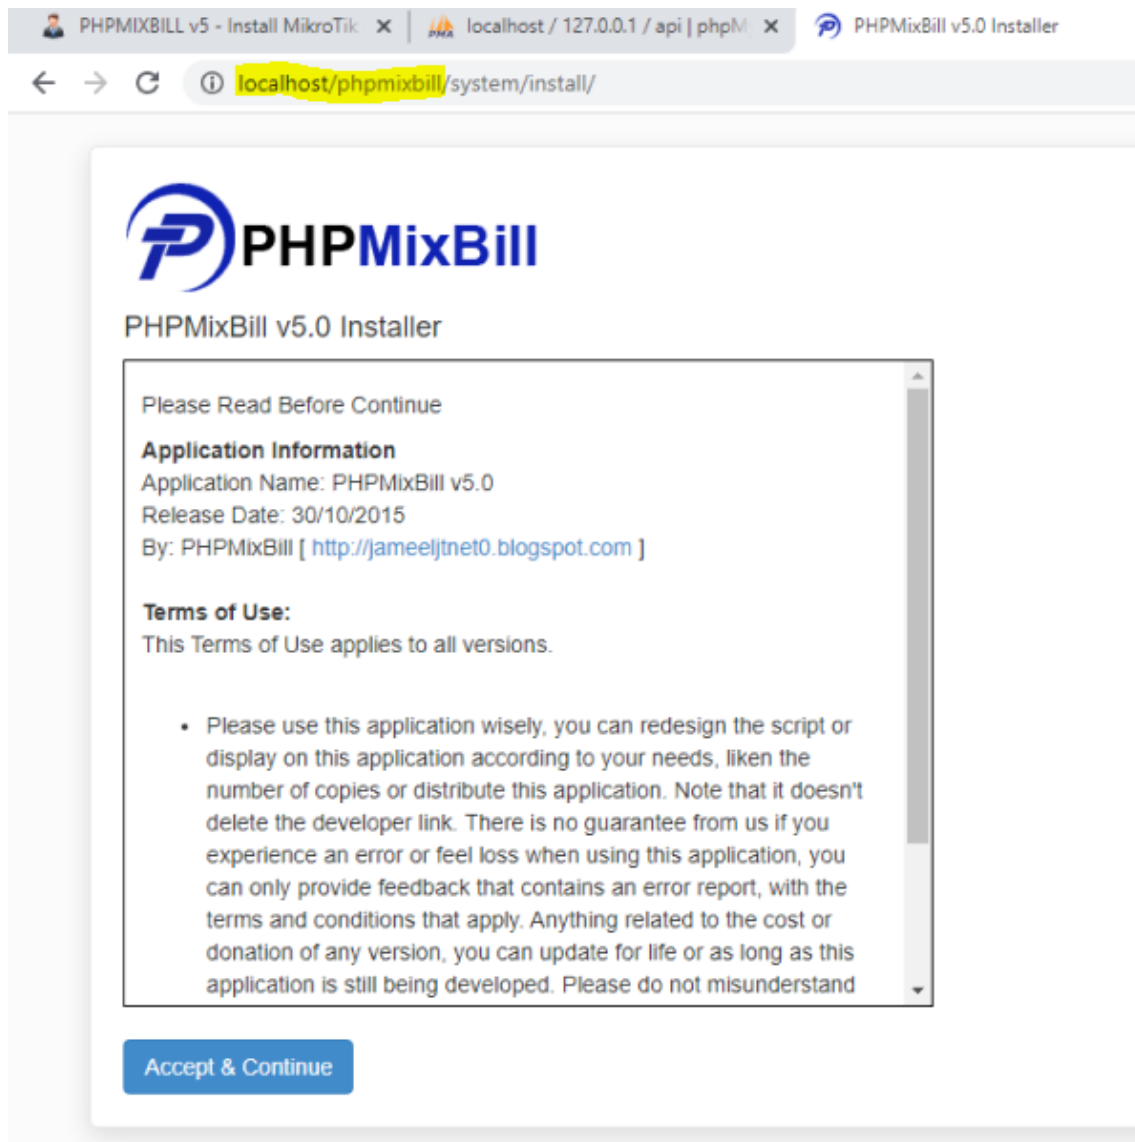 PHPMIXBILL v5 - Install MikroTik
localhost / 127.0.0.1 / api | phpM
PHPMixBill v5.0 Installer
localhost/phpmixbill/system/install/
PHPMixBill
PHPMixBill v5.0 Installer
Please Read Before Continue
Application Information
Application Name: PHPMixBill v5.0
Release Date: 30/10/2015
By: PHPMixBill [ http://jameeljtnet0.blogspot.com ]
Terms of Use:
This Terms of Use applies to all versions.
• Please use this application wisely, you can redesign the script or
display on this application according to your needs, liken the
number of copies or distribute this application. Note that it doesn't
delete the developer link. There is no guarantee from us if you
experience an error or feel loss when using this application, you
can only provide feedback that contains an error report, with the
terms and conditions that apply. Anything related to the cost or
donation of any version, you can update for life or as long as this
application is still being developed. Please do not misunderstand
Accept & Continue